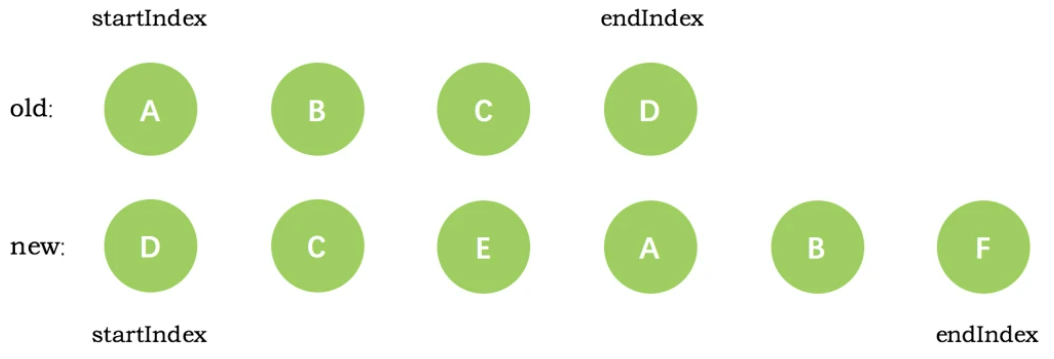 startIndex endIndex
old: A B C D
new: D C E A B F
startIndex endIndex